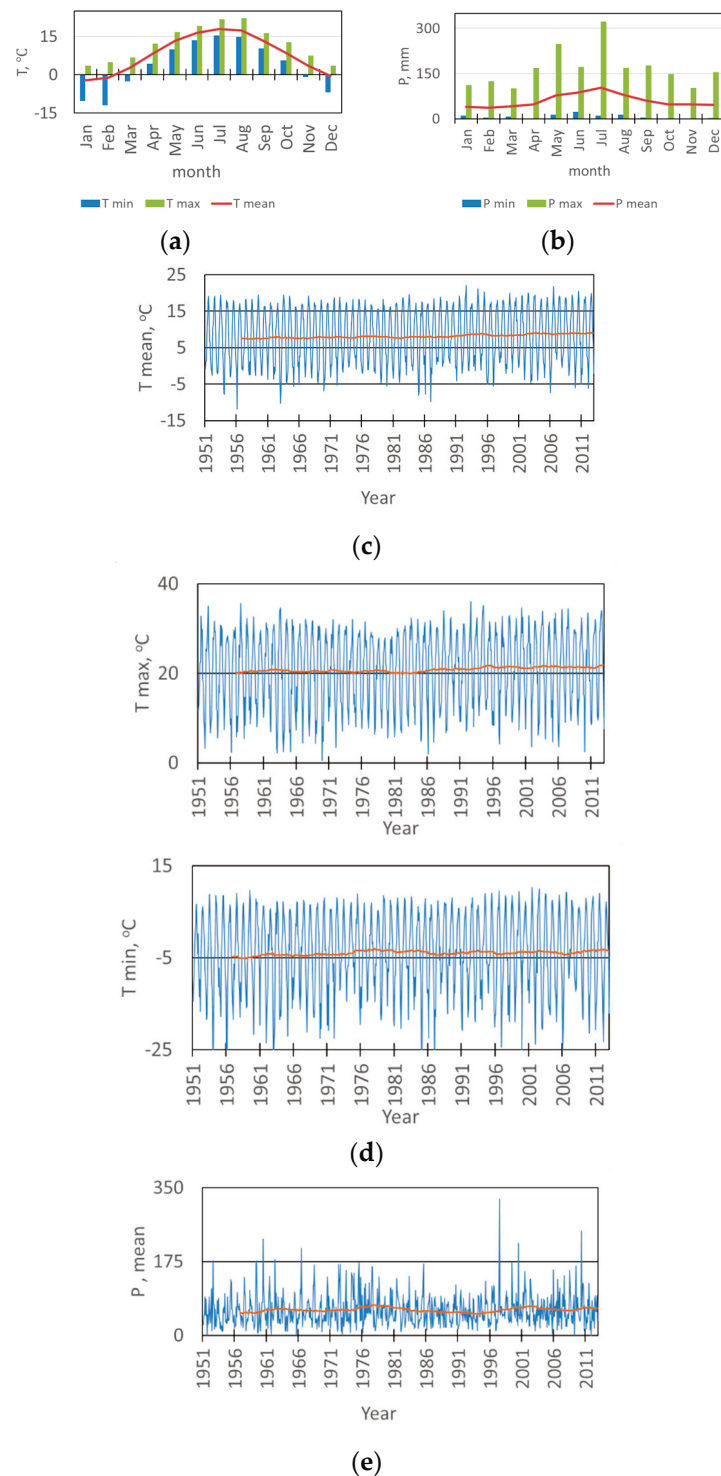 T, °C
15
0
-15
Jan Feb Mar Apr May Jun Jul Aug Sep Oct Nov Dec
month
T min T max T mean
(a)
P, mm
300
150
0
Jan Feb Mar Apr May Jun Jul Aug Sep Oct Nov Dec
month
P min P max P mean
(b)
T mean, °C
25
15
5
-5
-15
1951 1956 1961 1966 1971 1976 1981 1986 1991 1996 2001 2006 2011
Year
(c)
T max, °C
40
20
0
1951 1956 1961 1966 1971 1976 1981 1986 1991 1996 2001 2006 2011
Year
T min, °C
15
-5
-25
1951 1956 1961 1966 1971 1976 1981 1986 1991 1996 2001 2006 2011
Year
(d)
P , mean
350
175
0
1951 1956 1961 1966 1971 1976 1981 1986 1991 1996 2001 2006 2011
Year
(e)